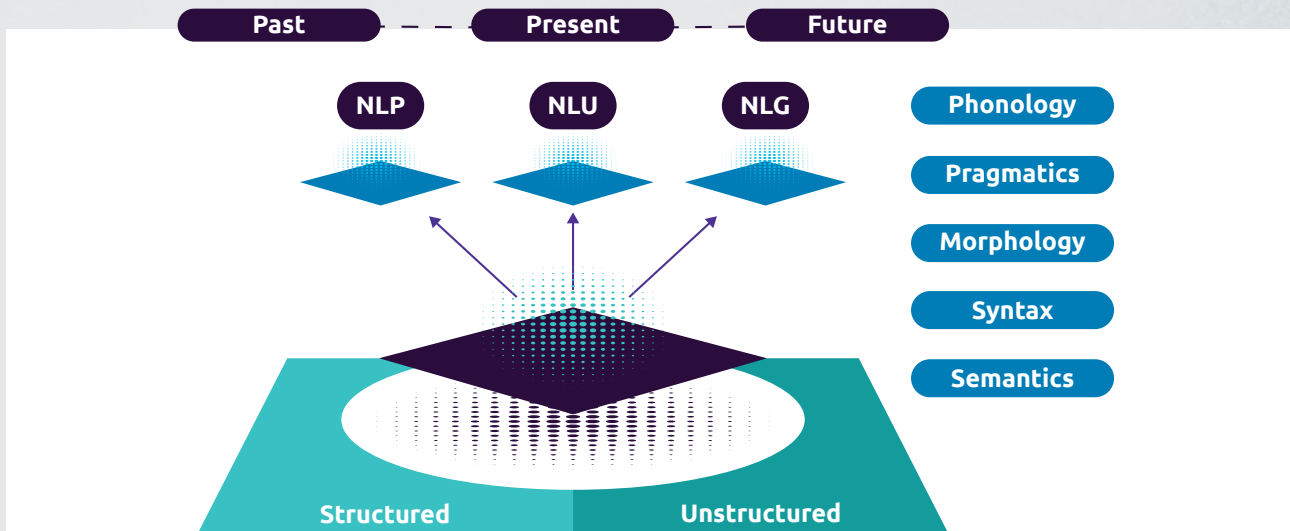 Past
Present
Future
NLP
NLU
NLG
Phonology
Pragmatics
Morphology
Syntax
Semantics
Structured
Unstructured